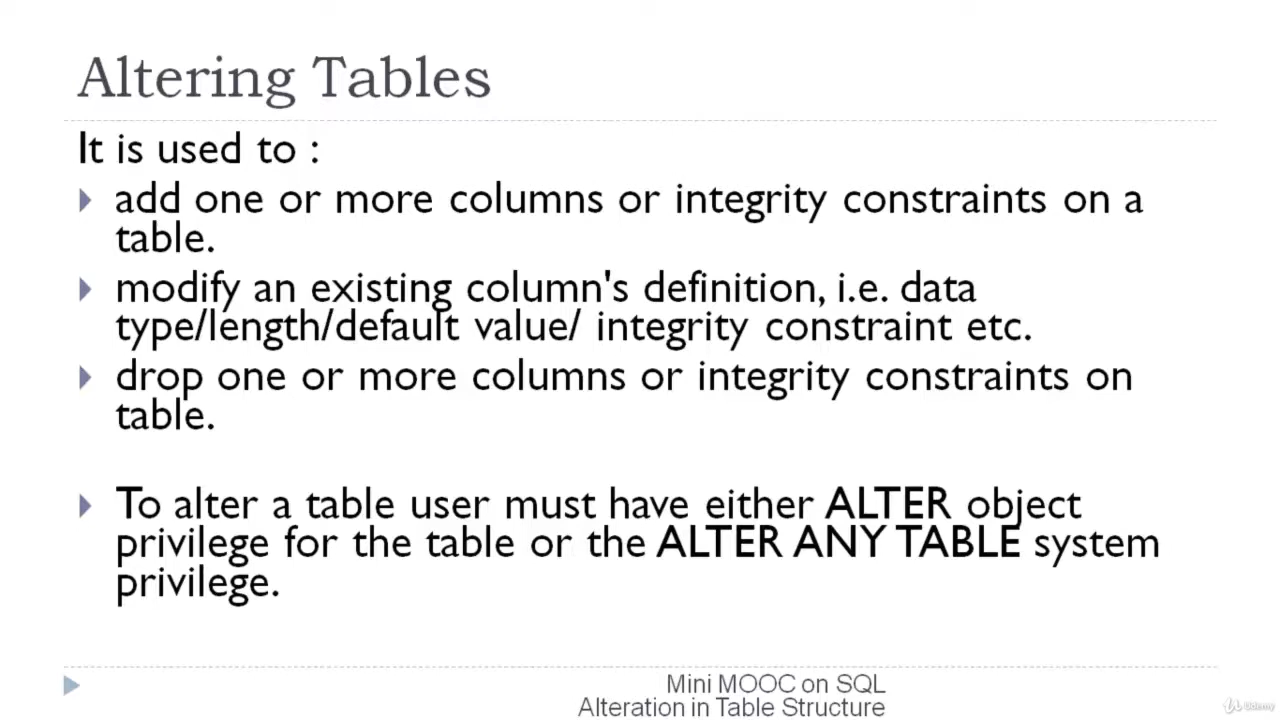 Altering Tables
It is used to :
add one or more columns or integrity constraints on a
table.
modify an existing column's definition, i.e. data
type/length/default value/ integrity constraint etc.
drop one or more columns or integrity constraints on
table.
To alter a table user must have either ALTER object
privilege for the table or the ALTER ANY TABLE system
privilege.
Mini MOOC on SQL
Alteration in Table Structure
Udemy